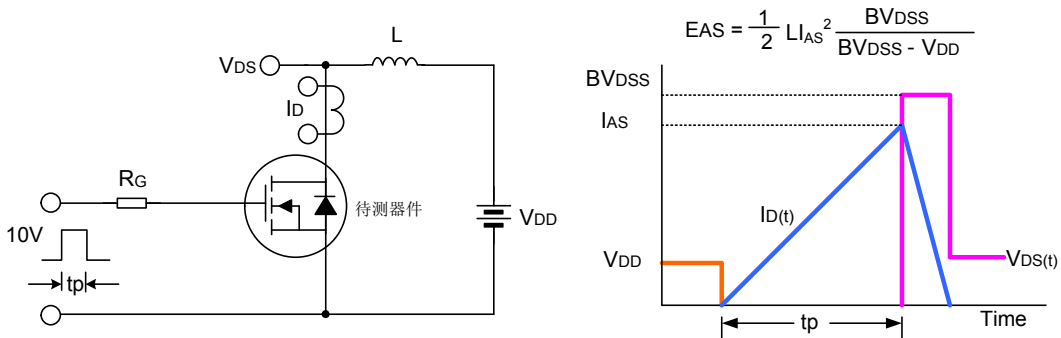 VDS
L
ID
RG
10V
tp
待测器件
VDD
EAS = 1/2 LIAS² BVDSS/(BVDSS - VDD)
BVDSS
IAS
ID(t)
VDD
VDS(t)
tp
Time